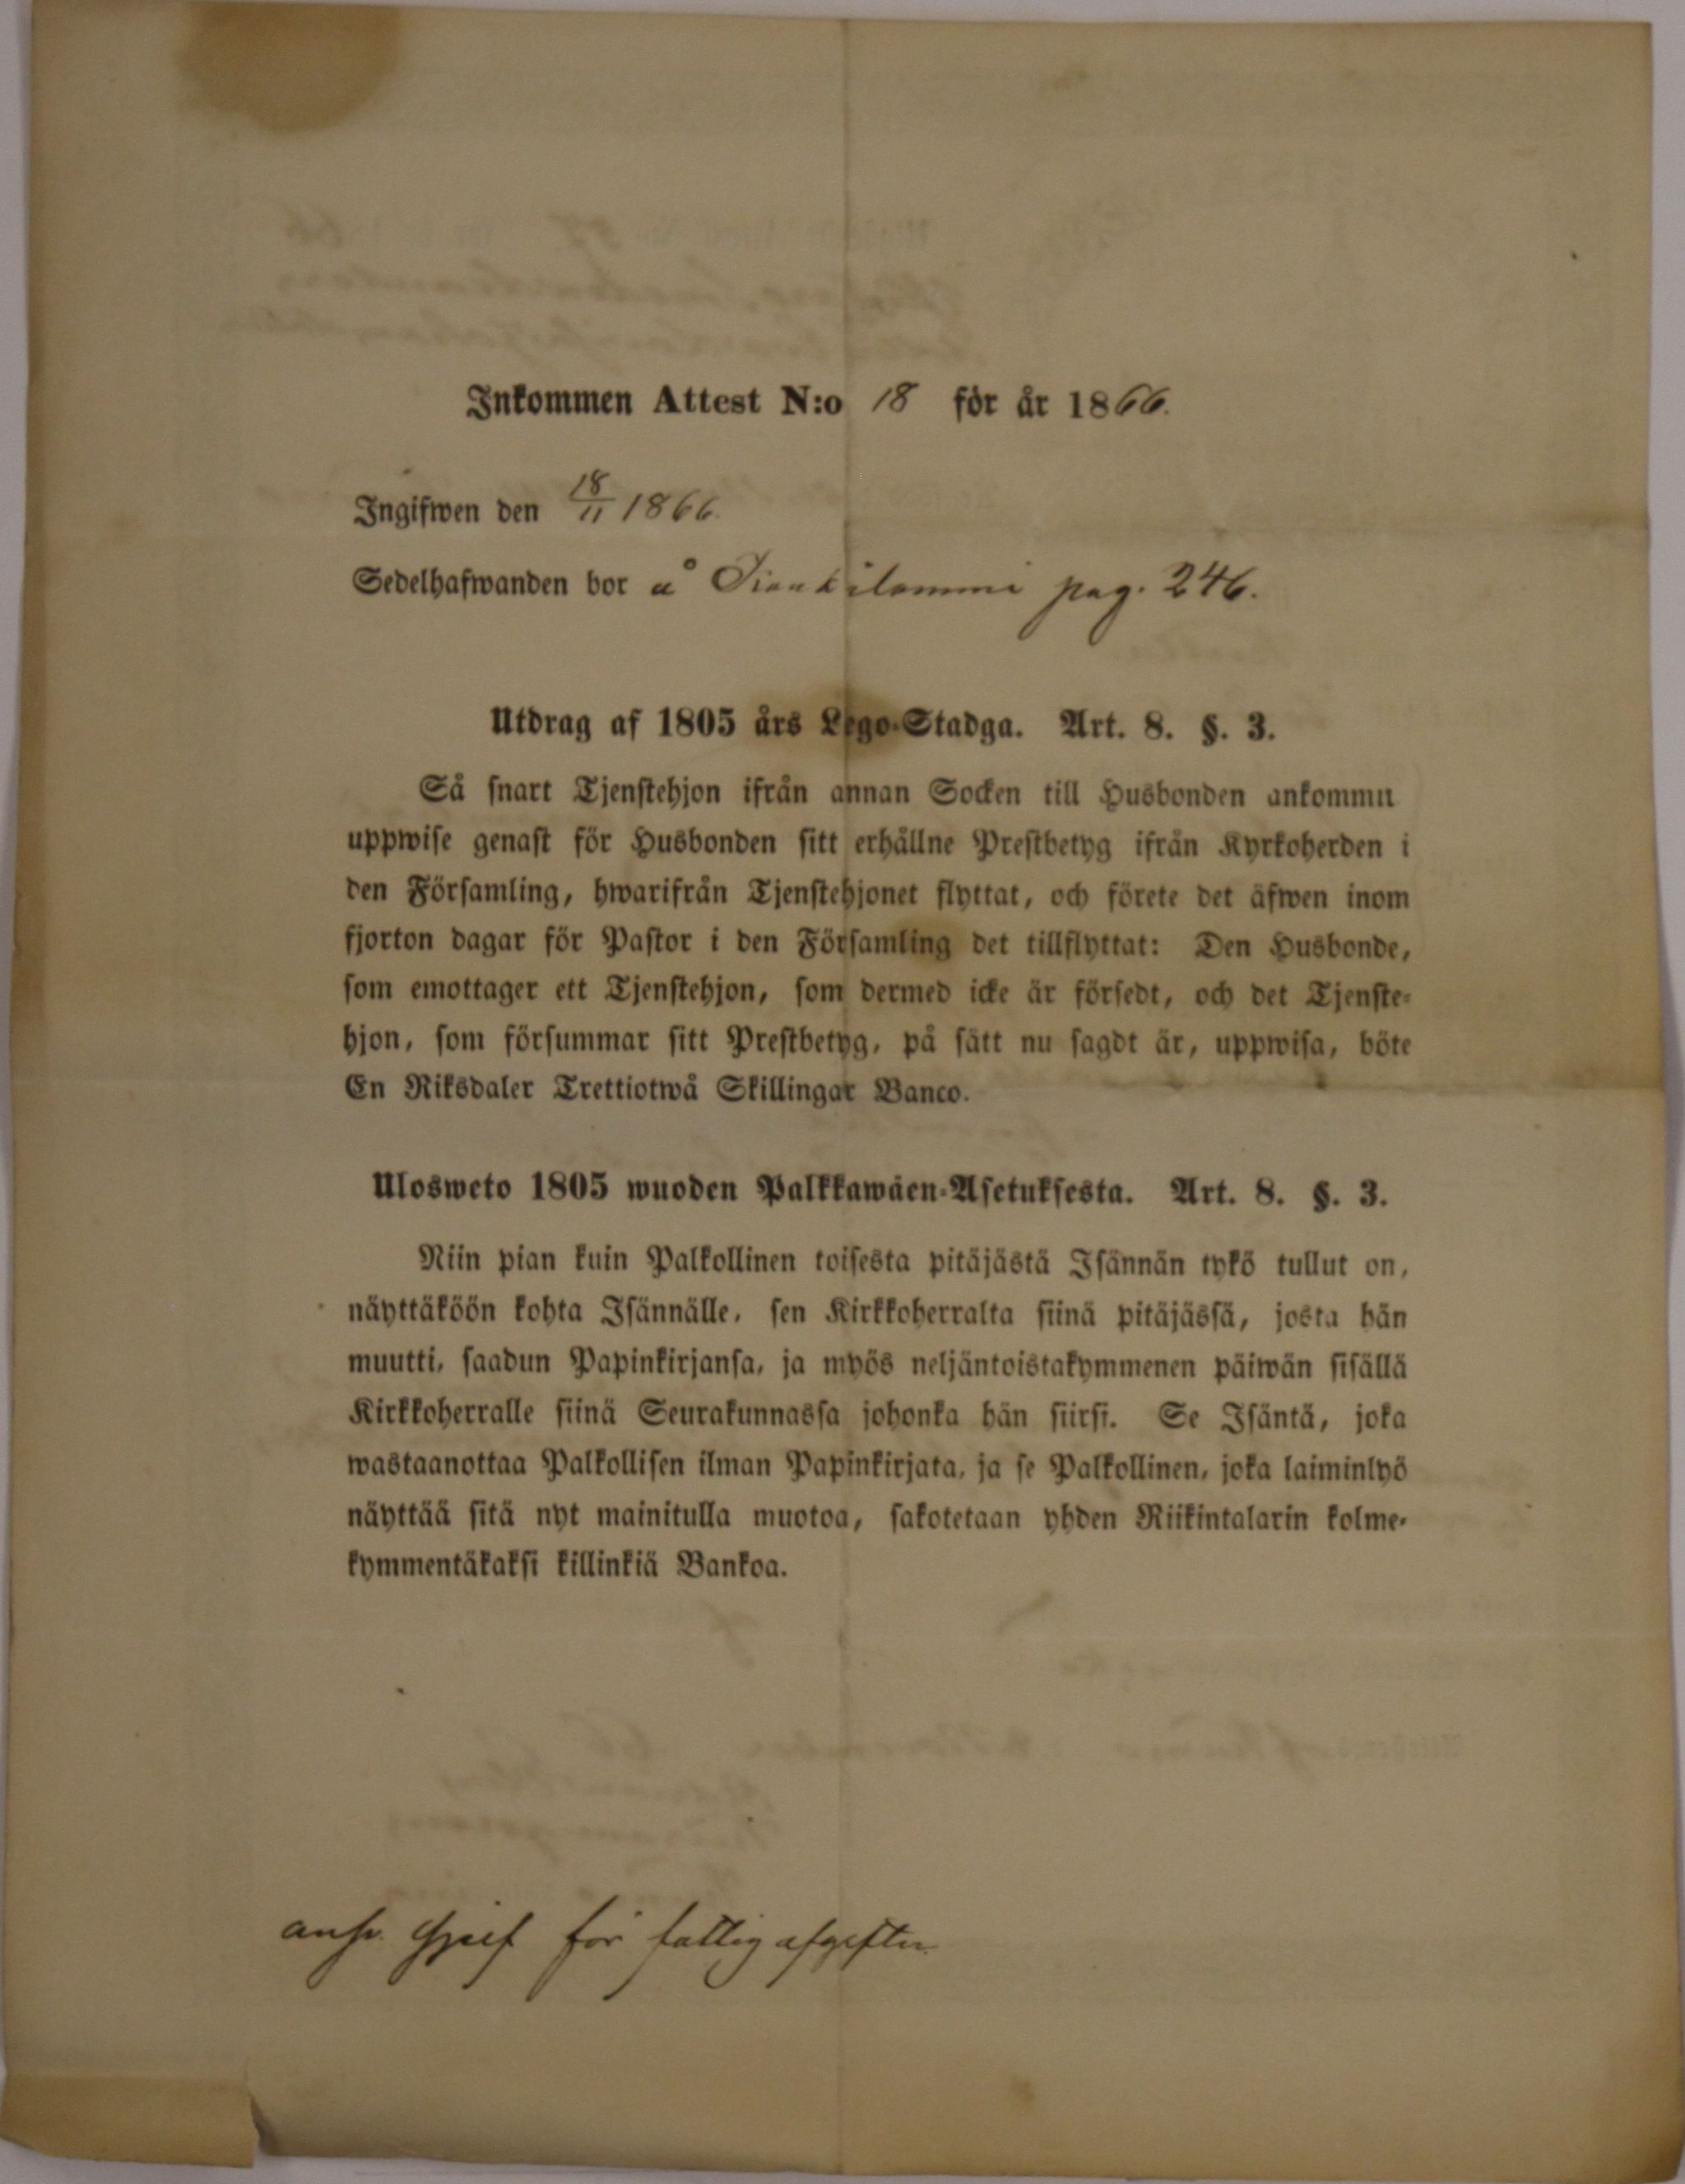 Inkommen Attest N:o 18 för år 1866.
Ingifwen den 18/11 1866.
Sedelhafwanden bor å pag. 246.
Utdrag af 1805 års Lego-Stadga. Art. 8. §. 3.
Så snart Tjenstehjon ifrån annan Socken till Husbonden ankommit
uppwise genast för Husbonden sitt erhållne Prestbetyg ifrån Kyrkoherden i
den Församling, hwarifrån Tjenstehjonet flyttat, och förete det äfwen inom
fjorton dagar för Pastor i den Församling det tillflyttat: Den Husbonde,
som emottager ett Tjenstehjon, som dermed icke är försedt, och det Tjenste-
hjon, som försummar sitt Prestbetyg, på sätt nu sagdt är, uppwisa, böte
En Riksdaler Trettiotwå Skillingar Banco.
Ulosweto 1805 wuoden Palkkawäen-Asetuksesta. Art. 8. §. 3.
Niin pian kuin Palkollinen toisesta pitäjästä Isännän tykö tullut on,
näyttäköön kohta Isännälle, sen Kirkkoherralta siinä pitäjässä, josta hän
muutti, saadun Papinkirjansa, ja myös neljäntoistakymmenen päiwän sisällä
Kirkkoherralle siinä Seurakunnassa johonka hän siirsi. Se Isäntä, joka
wastaanottaa Palkollisen ilman Papinkirjata, ja se Palkollinen, joka laiminlyö
näyttää sitä nyt mainitulla muotoa, sakotetaan yhden Riikintalarin kolme-
kymmentäkaksi killinkiä Bankoa.
för fattig afgifter